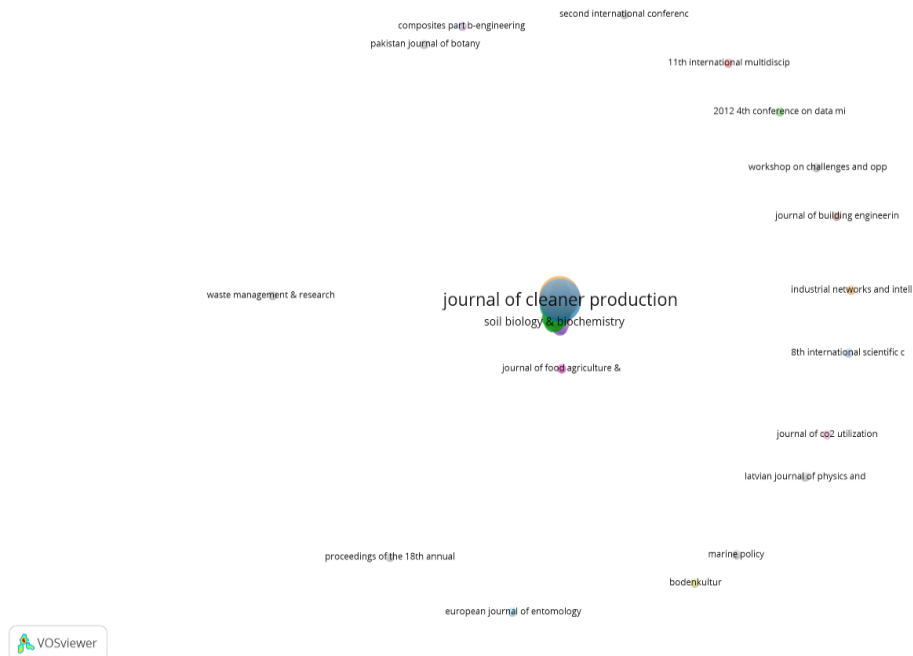 second international conferenc
composites part b-engineering
pakistan journal of botany
11th international multidiscip
2012 4th conference on data mi
workshop on challenges and opp
journal of building engineerin
industrial networks and intell
waste management & research
journal of cleaner production
soil biology & biochemistry
8th international scientific c
journal of food agriculture &
journal of co2 utilization
latvian journal of physics and
marine policy
proceedings of the 18th annual
bodenkultur
european journal of entomology
VOSviewer